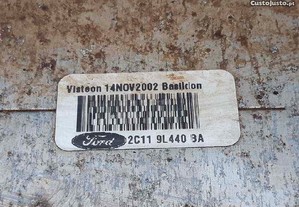 CustoJusto.pt
Visteon 14NOV2002 Basildon
Ford 2C11 9L440 BA